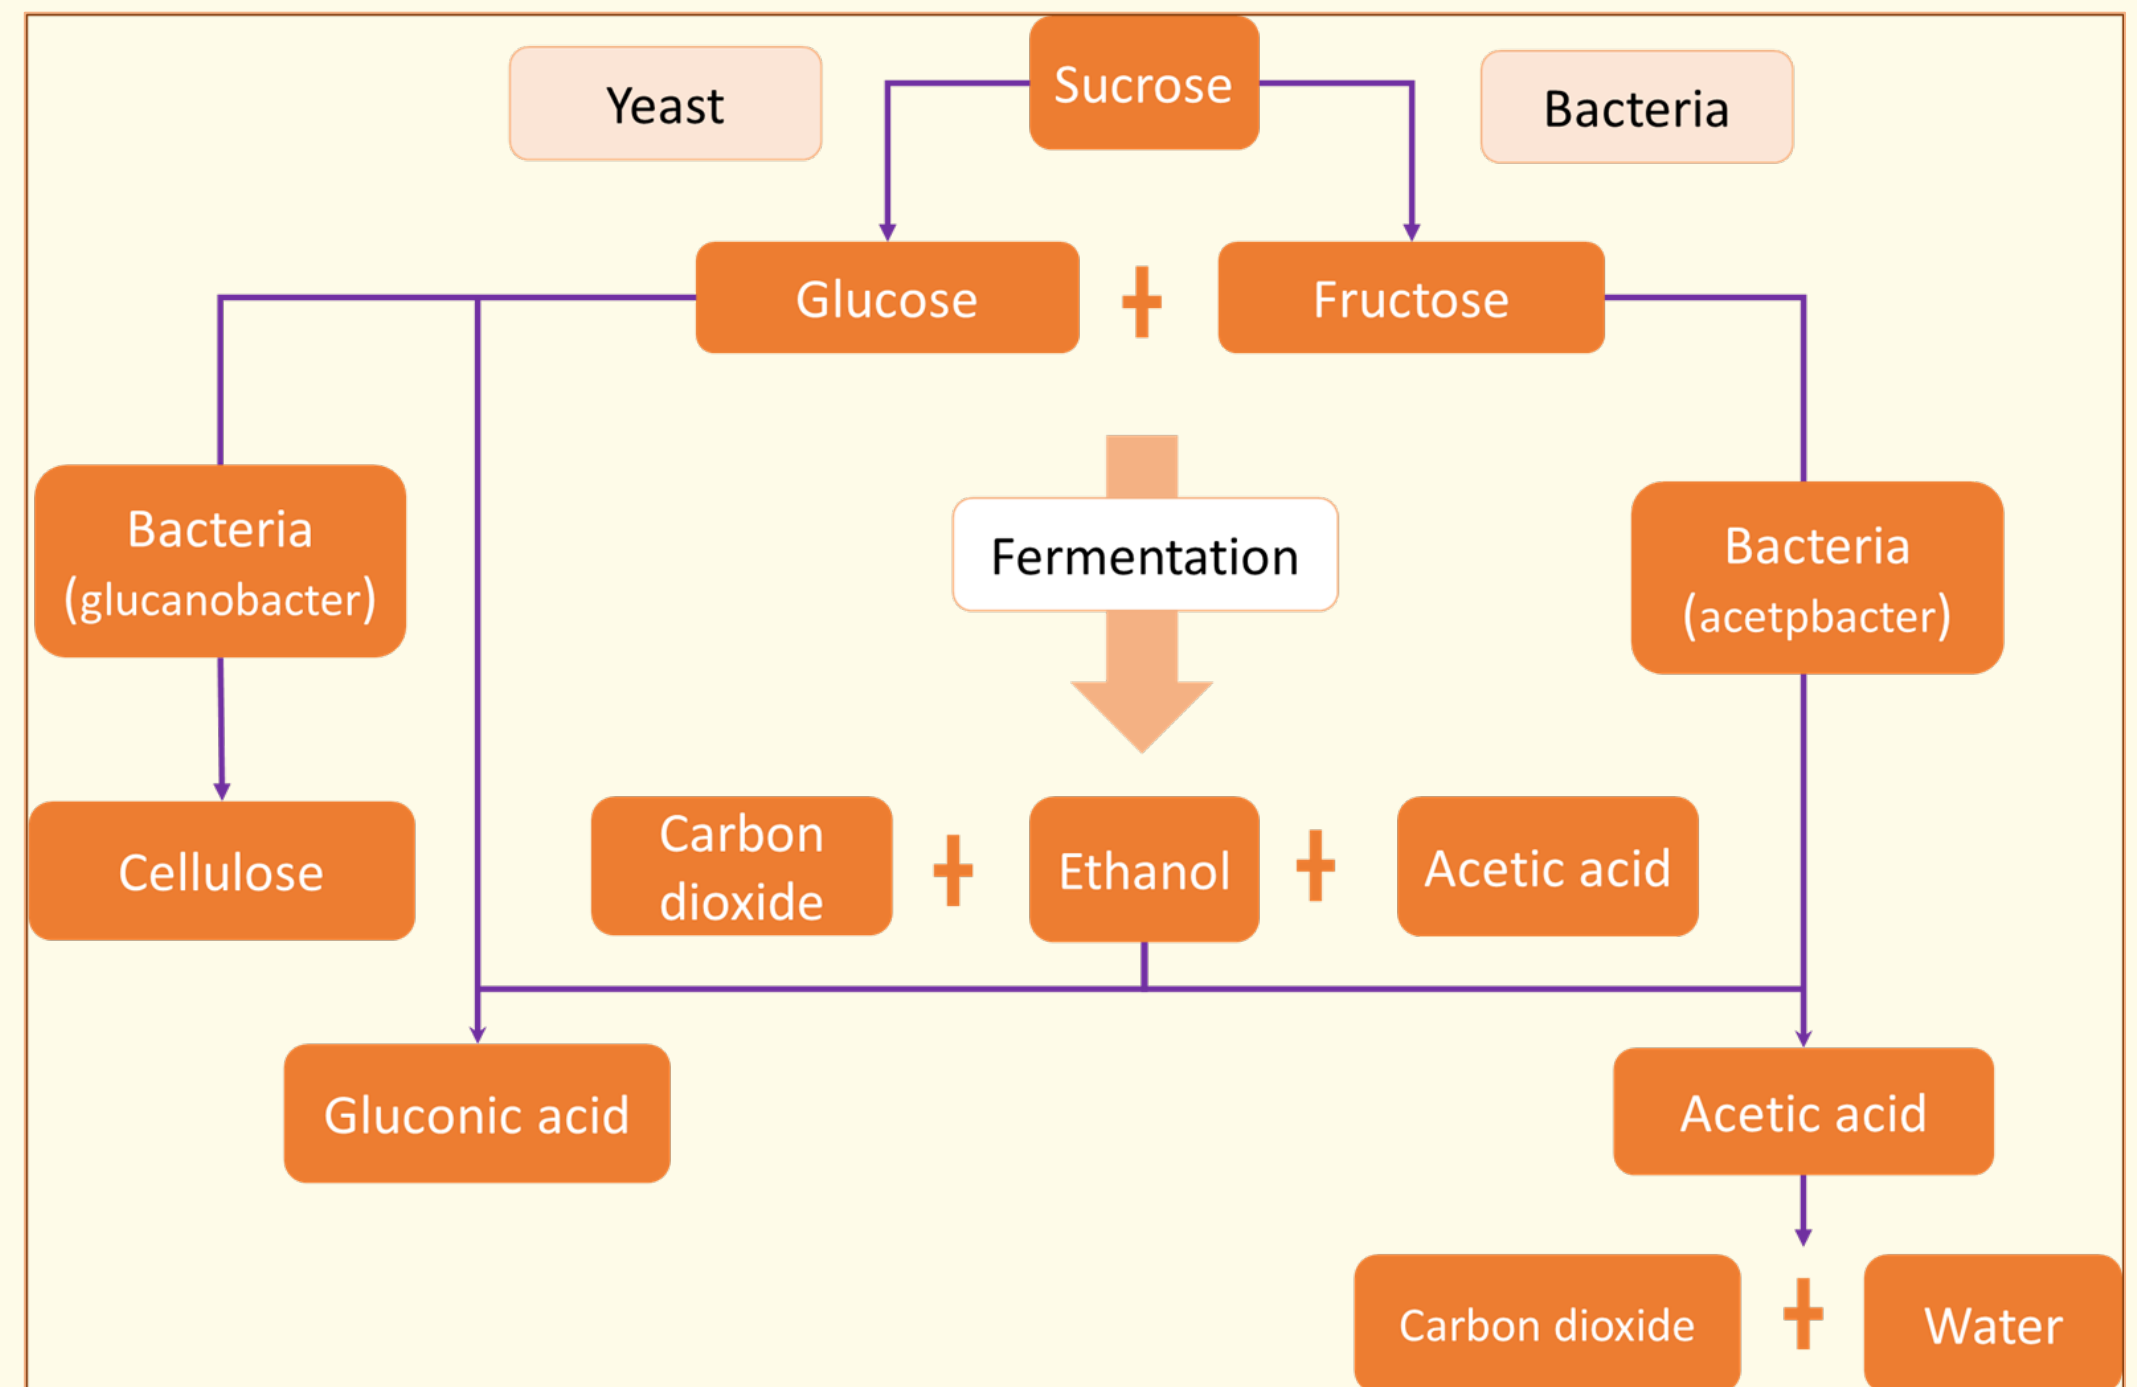 Yeast
Sucrose
Bacteria
Glucose
Fructose
Bacteria
(glucanobacter)
Fermentation
Bacteria
(acetpbacter)
Cellulose
Carbon
dioxide
Ethanol
Acetic acid
Gluconic acid
Acetic acid
Carbon dioxide
Water